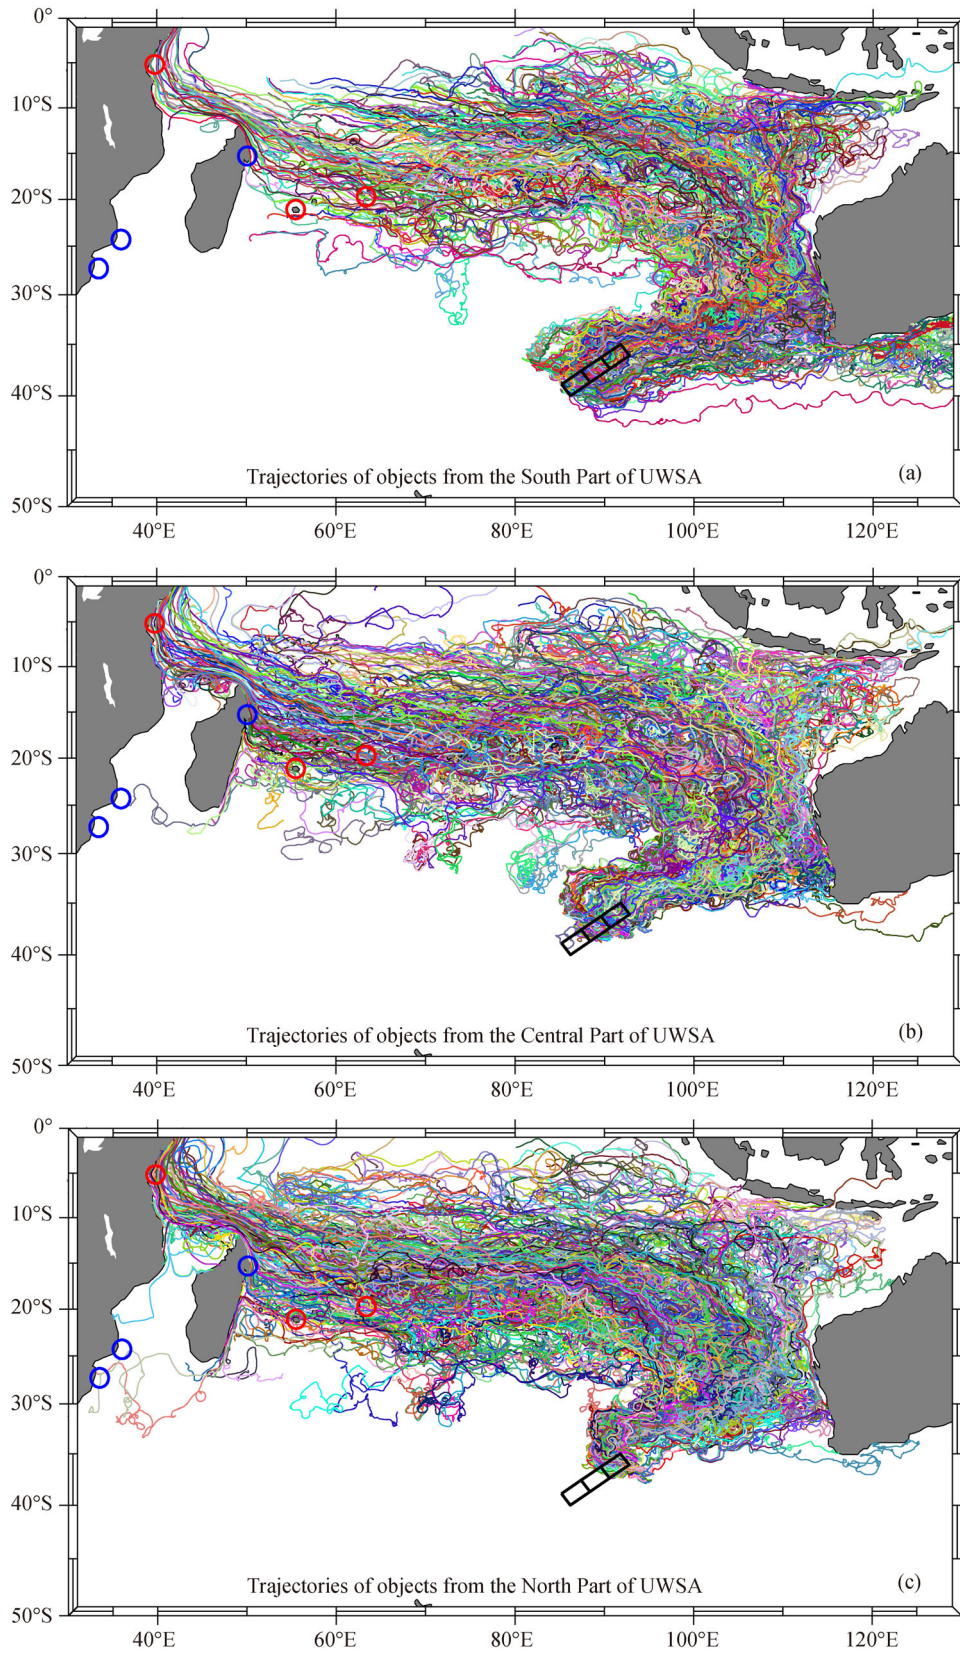 0°
10°S
20°S
30°S
40°S
50°S
Trajectories of objects from the South Part of UWSA
(a)
40°E 60°E 80°E 100°E 120°E
0°
10°S
20°S
30°S
40°S
50°S
Trajectories of objects from the Central Part of UWSA
(b)
40°E 60°E 80°E 100°E 120°E
0°
10°S
20°S
30°S
40°S
50°S
Trajectories of objects from the North Part of UWSA
(c)
40°E 60°E 80°E 100°E 120°E